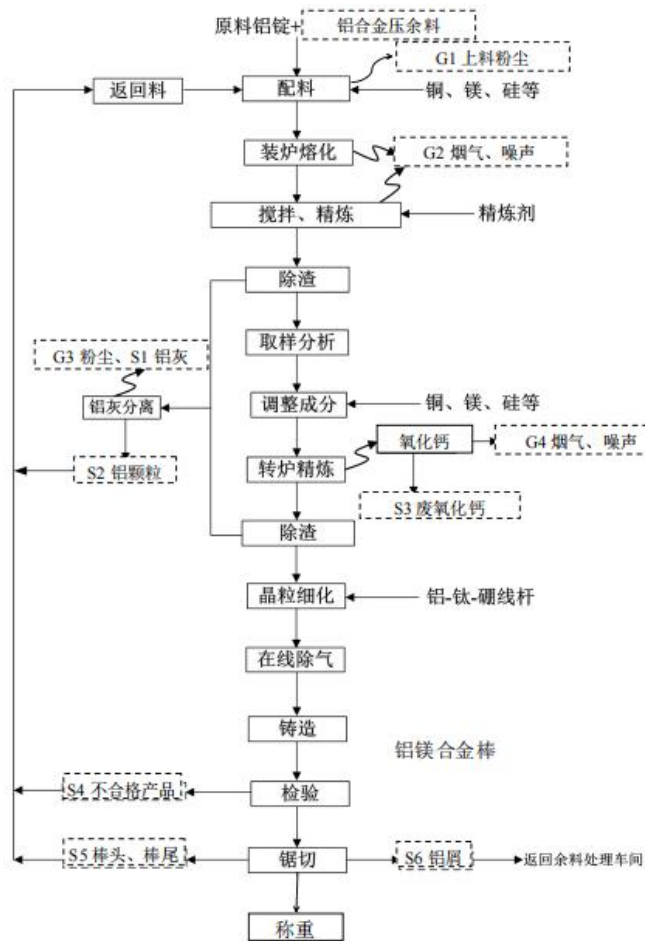 原料铝锭+ 铝合金压余料
G1 上料粉尘
返回料
配料
铜、镁、硅等
装炉熔化
G2 烟气、噪声
搅拌、精炼
精炼剂
除渣
取样分析
G3 粉尘、S1 铝灰
铝灰分离
调整成分
铜、镁、硅等
氧化钙
G4 烟气、噪声
S2 铝颗粒
转炉精炼
S3 废氧化钙
除渣
晶粒细化
铝-钛-硼线杆
在线除气
铸造
铝镁合金棒
S4 不合格产品
检验
S5 棒头、棒尾
锯切
S6 铝屑
返回余料处理车间
称重